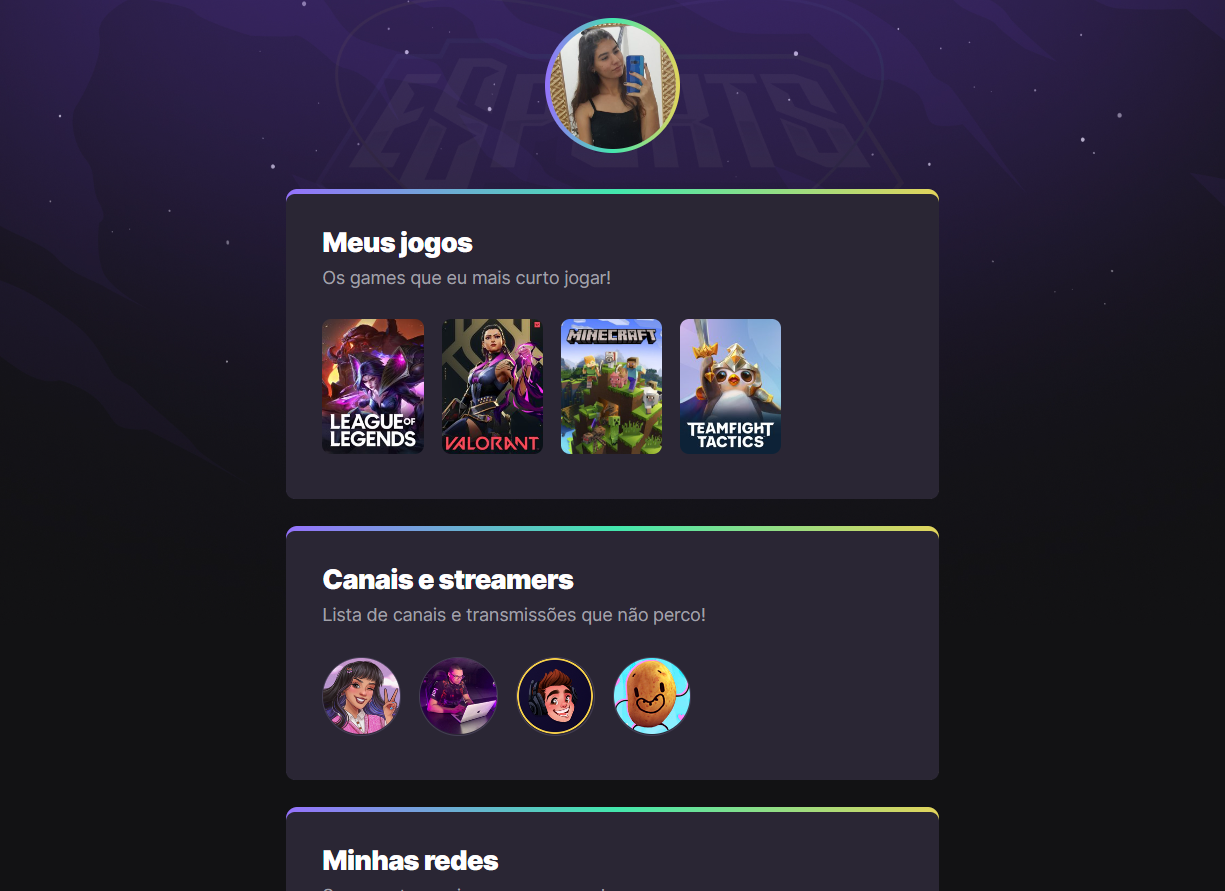 ESPORTS
Meus jogos
Os games que eu mais curto jogar!
LEAGUE OF
LEGENDS
VALORANT
MINECRAFT
TEAMFIGHT
TACTICS
Canais e streamers
Lista de canais e transmissões que não perco!
Minhas redes